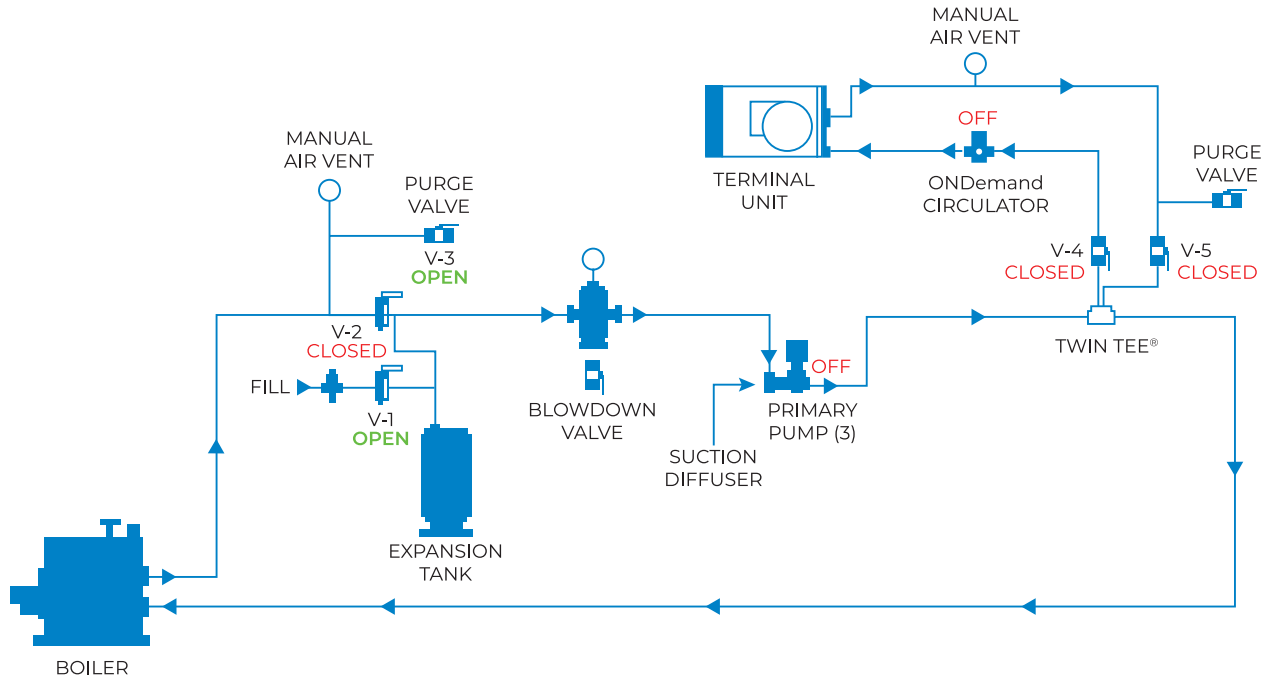 MANUAL
AIR VENT
MANUAL
AIR VENT
OFF
TERMINAL
UNIT
ONDemand
CIRCULATOR
PURGE
VALVE
PURGE
VALVE
V-3
OPEN
V-4
CLOSED
V-5
CLOSED
V-2
CLOSED
FILL
V-1
OPEN
BLOWDOWN
VALVE
OFF
PRIMARY
PUMP (3)
SUCTION
DIFFUSER
TWIN TEE®
EXPANSION
TANK
BOILER